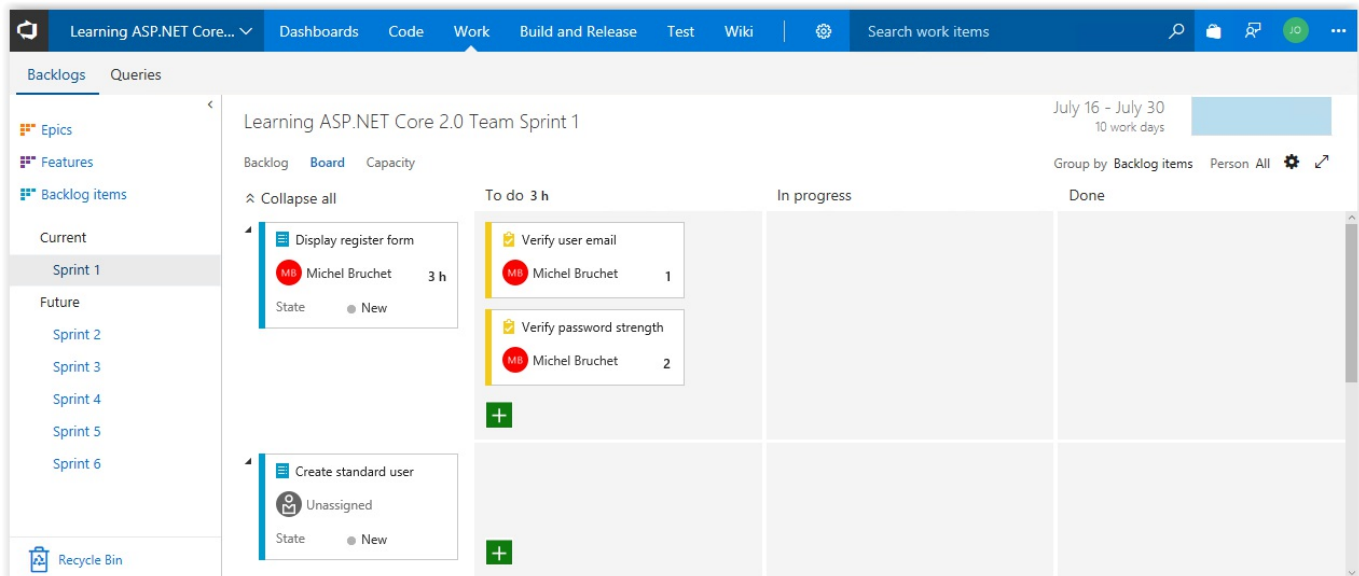 Learning ASP.NET Core... Dashboards Code Work Build and Release Test Wiki Search work items JO
Backlogs Queries
Epics
Features
Backlog items
Current
Sprint 1
Future
Sprint 2
Sprint 3
Sprint 4
Sprint 5
Sprint 6
Recycle Bin
Learning ASP.NET Core 2.0 Team Sprint 1
July 16 - July 30
10 work days
Backlog Board Capacity
Group by Backlog items Person All
Collapse all To do 3 h In progress Done
Display register form
MB Michel Bruchet 3 h
State New
Verify user email
MB Michel Bruchet 1
Verify password strength
MB Michel Bruchet 2
Create standard user
Unassigned
State New